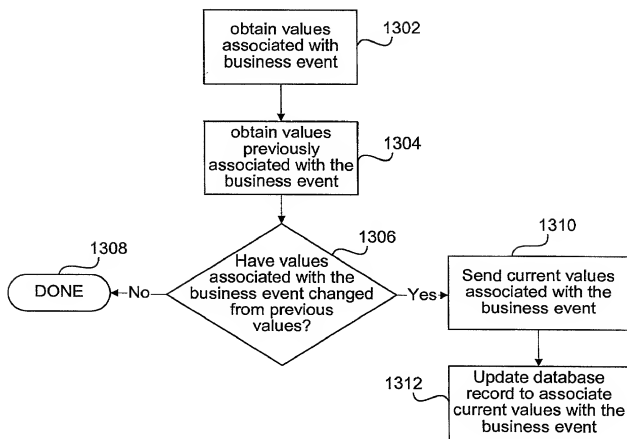 obtain values
associated with
business event
1302
obtain values
previously
associated with the
business event
1304
Have values
associated with the
business event changed
from previous
values?
1306
No
DONE
1308
Yes
Send current values
associated with the
business event
1310
Update database
record to associate
current values with the
business event
1312